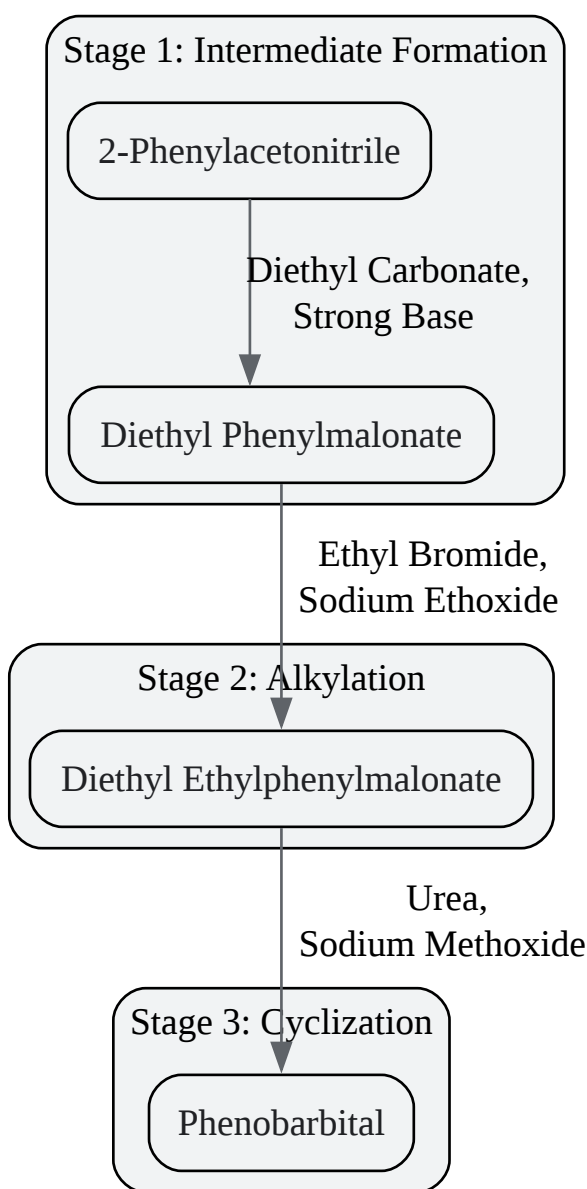 Stage 1: Intermediate Formation
2-Phenylacetonitrile
Diethyl Carbonate,
Strong Base
Diethyl Phenylmalonate
Ethyl Bromide,
Sodium Ethoxide
Stage 2: Alkylation
Diethyl Ethylphenylmalonate
Urea,
Sodium Methoxide
Stage 3: Cyclization
Phenobarbital